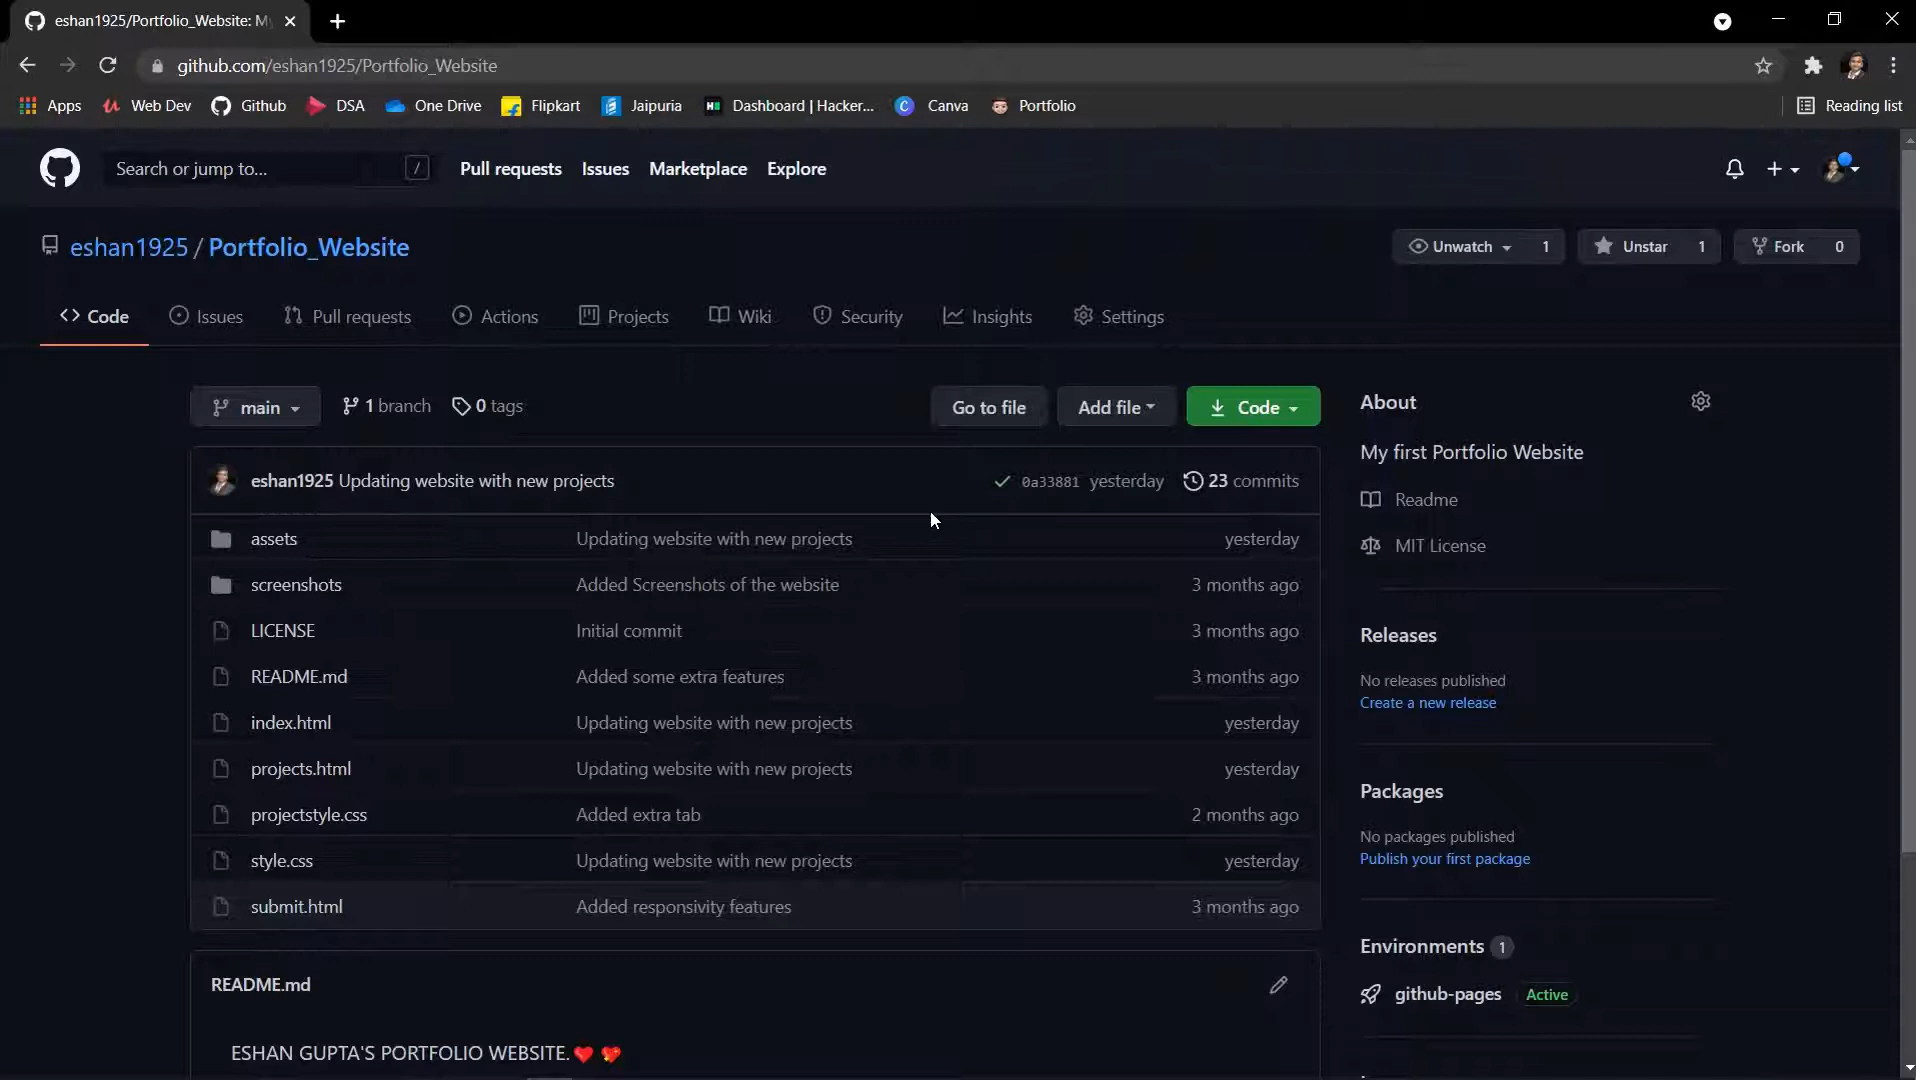 eshan1925/Portfolio_Website: M
github.com/eshan1925/Portfolio_Website
Apps Web Dev Github DSA One Drive Flipkart Jaipuria Dashboard | Hacker... Canva Portfolio Reading list
Search or jump to... / Pull requests Issues Marketplace Explore
eshan1925 / Portfolio_Website Unwatch 1 Unstar 1 Fork 0
Code Issues Pull requests Actions Projects Wiki Security Insights Settings
main 1 branch 0 tags Go to file Add file Code
eshan1925 Updating website with new projects 0a33881 yesterday 23 commits
assets Updating website with new projects yesterday
screenshots Added Screenshots of the website 3 months ago
LICENSE Initial commit 3 months ago
README.md Added some extra features 3 months ago
index.html Updating website with new projects yesterday
projects.html Updating website with new projects yesterday
projectstyle.css Added extra tab 2 months ago
style.css Updating website with new projects yesterday
submit.html Added responsivity features 3 months ago
README.md
ESHAN GUPTA'S PORTFOLIO WEBSITE.❤️ 💖
About
My first Portfolio Website
Readme
MIT License
Releases
No releases published
Create a new release
Packages
No packages published
Publish your first package
Environments 1
github-pages Active